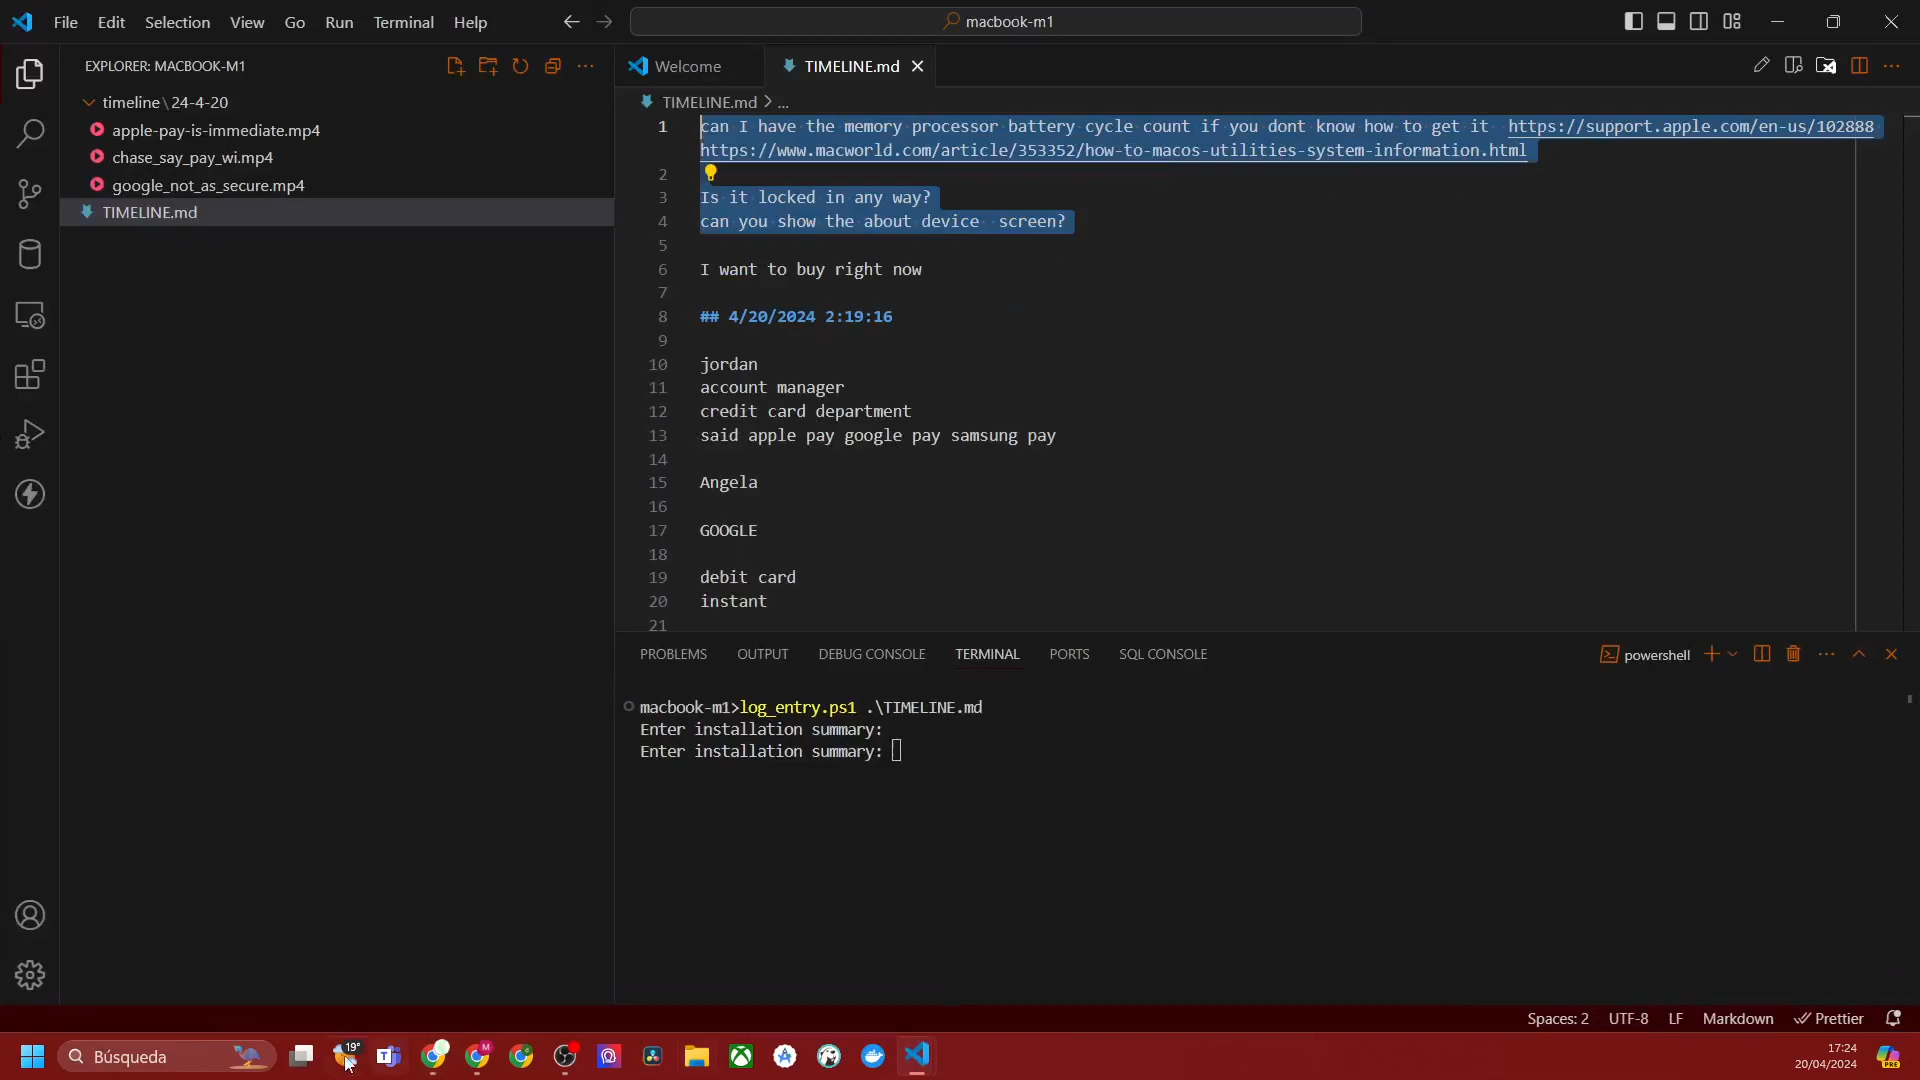 File Edit Selection View Go Run Terminal Help
macbook-m1
EXPLORER: MACBOOK-M1
timeline\24-4-20
apple-pay-is-immediate.mp4
chase_say_pay_wi.mp4
google_not_as_secure.mp4
TIMELINE.md
Welcome
TIMELINE.md
TIMELINE.md > ...
1 can I have the memory processor battery cycle count if you dont know how to get it https://support.apple.com/en-us/102888
https://www.macworld.com/article/353352/how-to-macos-utilities-system-information.html
2
3 Is it locked in any way?
4 can you show the about device screen?
5
6 I want to buy right now
7
8 ## 4/20/2024 2:19:16
9
10 jordan
11 account manager
12 credit card department
13 said apple pay google pay samsung pay
14
15 Angela
16
17 GOOGLE
18
19 debit card
20 instant
21
PROBLEMS OUTPUT DEBUG CONSOLE TERMINAL PORTS SQL CONSOLE
powershell
macbook-m1>log_entry.ps1 .\TIMELINE.md
Enter installation summary:
Enter installation summary:
Spaces: 2 UTF-8 LF Markdown Prettier
Búsqueda
19°
17:24
20/04/2024